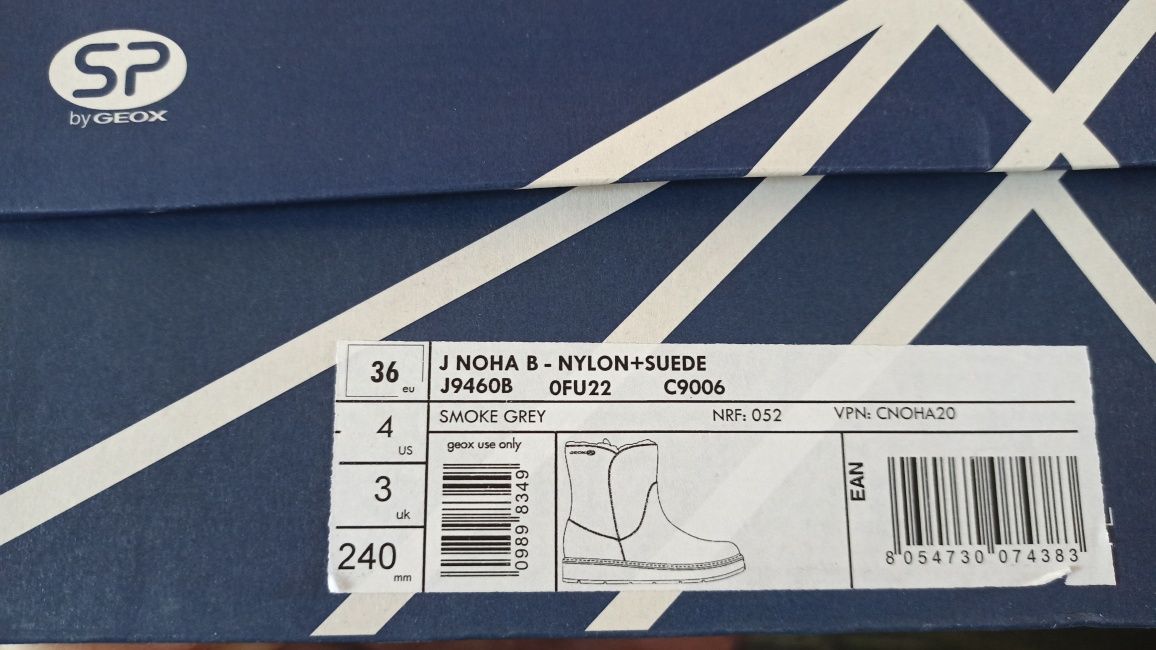 SP
by GEOX
36 eu
J NOHA B - NYLON+SUEDE
J9460B 0FU22 C9006
4 US
SMOKE GREY NRF: 052 VPN: CNOHA20
geox use only
3 uk
240 mm
0989 8349
GEOX
EAN
8 054730 074383